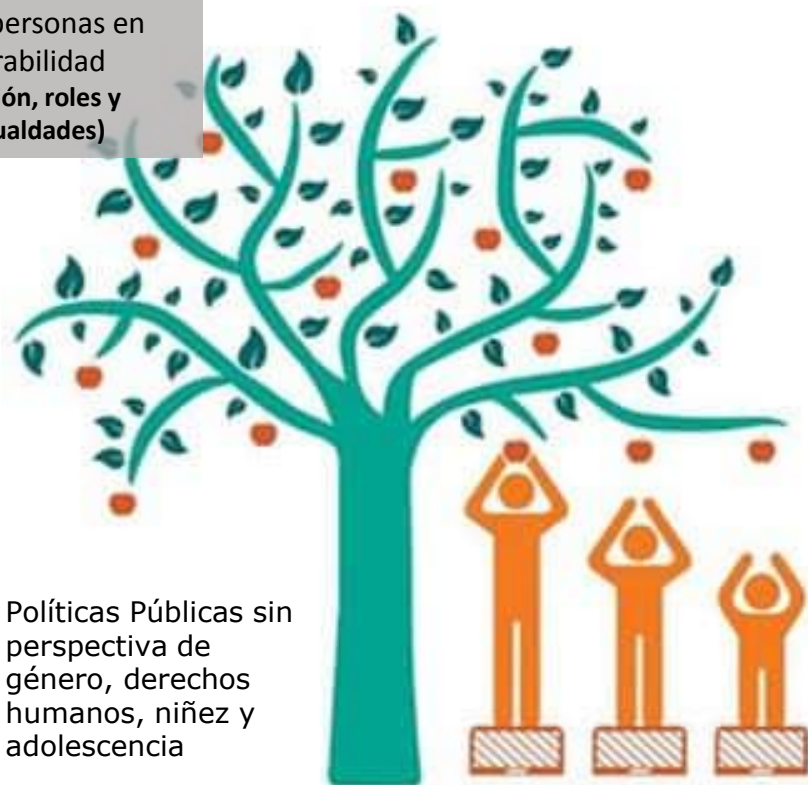 personas en
rabilidad
ón, roles y
ualdades)
Políticas Públicas sin
perspectiva de
género, derechos
humanos, niñez y
adolescencia